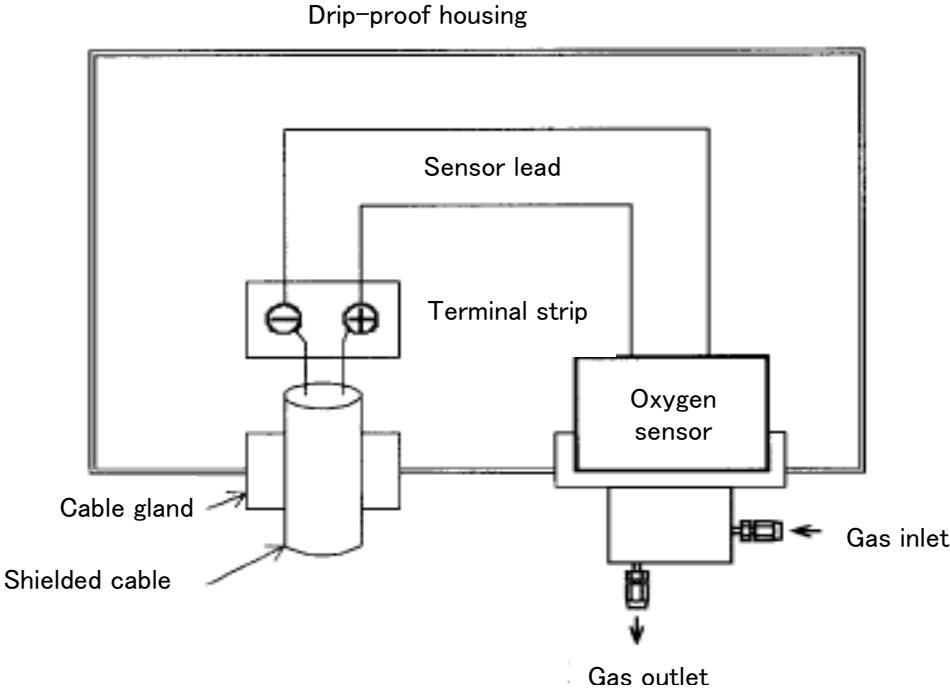 Drip-proof housing
Sensor lead
Terminal strip
Oxygen
sensor
Cable gland
Gas inlet
Shielded cable
Gas outlet